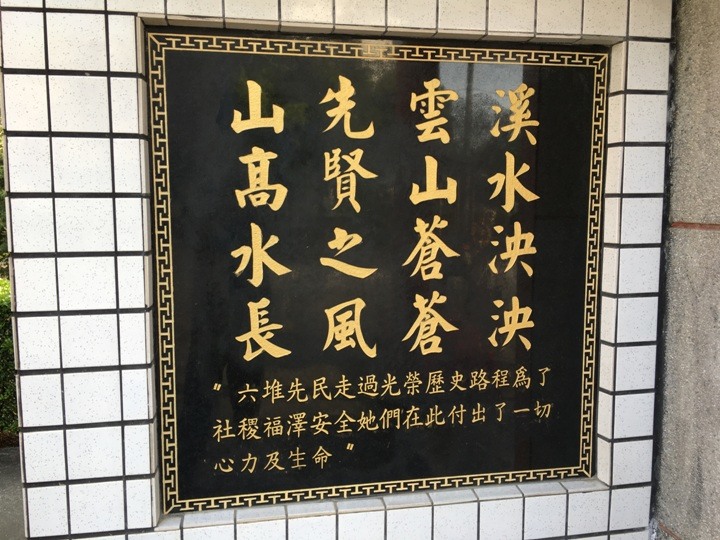 溪水泱泱
雲山蒼蒼
先賢之風
山高水長
〝六堆先民走過光榮歷史路程爲了
社稷福澤安全她們在此付出了一切
心力及生命〞